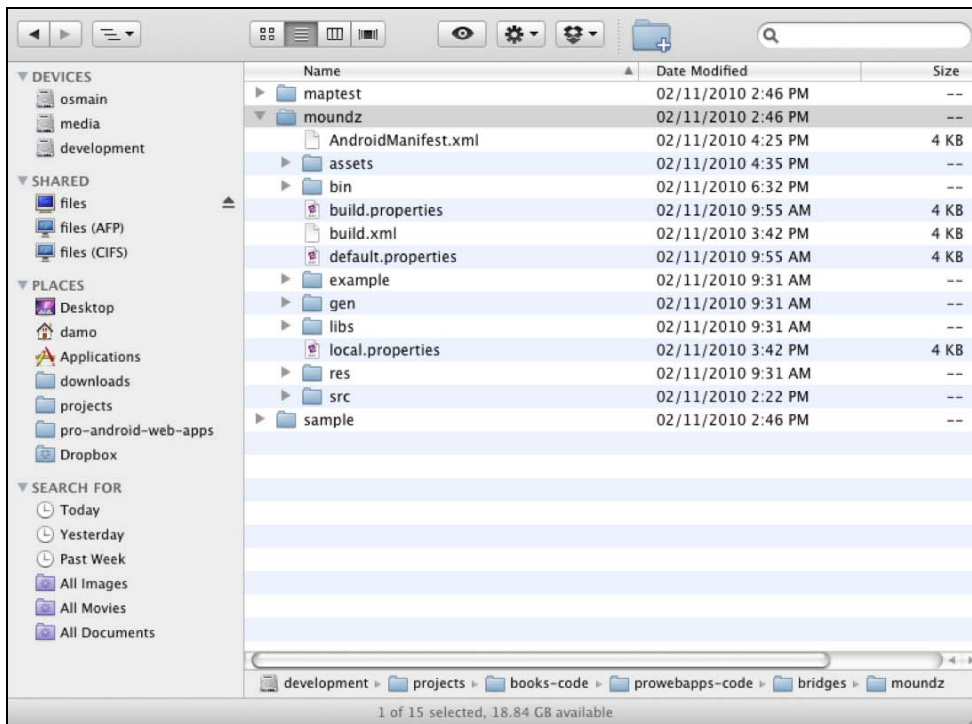 Name Date Modified Size
DEVICES
osmain
media
development
SHARED
files
files (AFP)
files (CIFS)
PLACES
Desktop
damo
Applications
downloads
projects
pro-android-web-apps
Dropbox
SEARCH FOR
Today
Yesterday
Past Week
All Images
All Movies
All Documents
maptest 02/11/2010 2:46 PM --
moundz 02/11/2010 2:46 PM --
AndroidManifest.xml 02/11/2010 4:25 PM 4 KB
assets 02/11/2010 4:35 PM --
bin 02/11/2010 6:32 PM --
build.properties 02/11/2010 9:55 AM 4 KB
build.xml 02/11/2010 3:42 PM 4 KB
default.properties 02/11/2010 9:55 AM 4 KB
example 02/11/2010 9:31 AM --
gen 02/11/2010 9:31 AM --
libs 02/11/2010 9:31 AM --
local.properties 02/11/2010 3:42 PM 4 KB
res 02/11/2010 9:31 AM --
src 02/11/2010 2:22 PM --
sample 02/11/2010 2:46 PM --
development projects books-code prowebapps-code bridges moundz
1 of 15 selected, 18.84 GB available